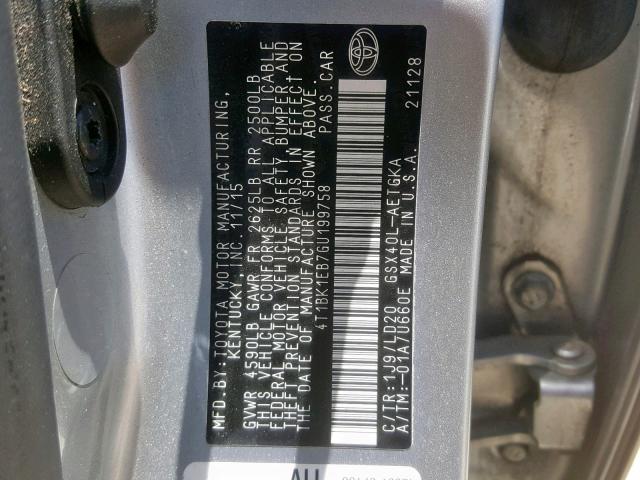 MFD.BY:TOYOTA MOTOR MANUFACTURING,
KENTUCKY, INC. 11/15
GVWR 4590LB GAWR FR 2625LB RR 2500LB
THIS VEHICLE CONFORMS TO ALL APPLICABLE
FEDERAL MOTOR VEHICLE SAFETY, BUMPER AND
THEFT PREVENTION STANDARDS IN EFFECT ON
THE DATE OF MANUFACTURE SHOWN ABOVE.
4T1BK1EB7GU199758 PASS.CAR
21128
C/TR:1J9/LD20 GSX40L-AETGKA
A/TM:-01A/U660E MADE IN U.S.A.